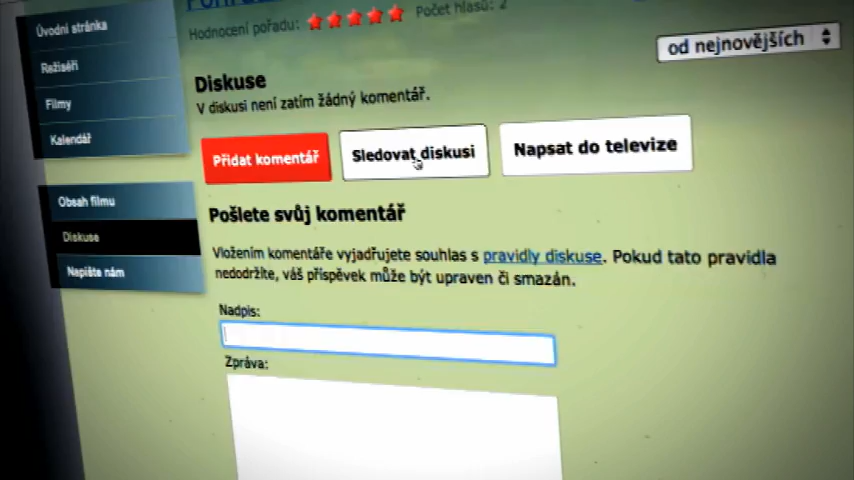 Hodnocení pořadu:
Počet hlasů: 2
od nejnovějších
Úvodní stránka
Režiséři
Filmy
Kalendář
Obsah filmu
Diskuse
Napište nám
Diskuse
V diskusi není zatím žádný komentář.
Přidat komentář
Sledovat diskusi
Napsat do televize
Pošlete svůj komentář
Vložením komentáře vyjadřujete souhlas s pravidly diskuse. Pokud tato pravidla
nedodržíte, váš příspěvek může být upraven či smazán.
Nadpis:
Zpráva: